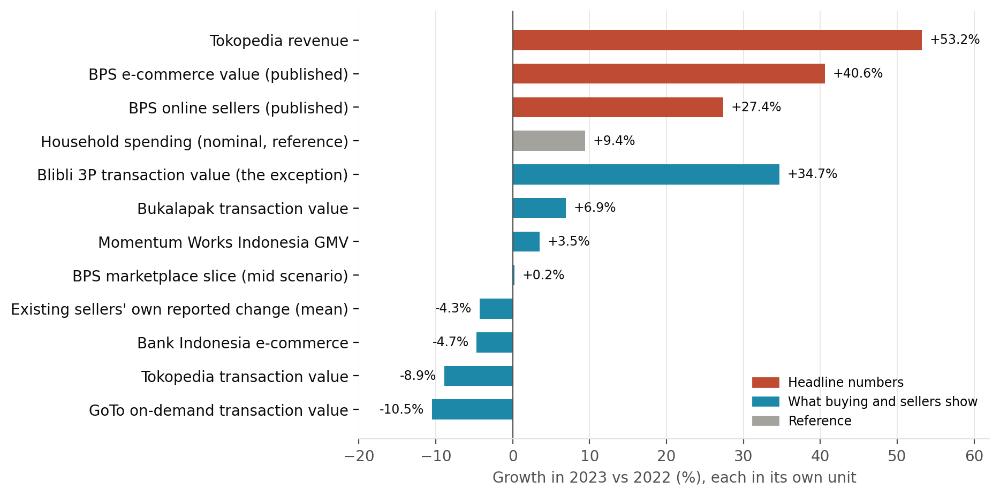 Tokopedia revenue +53.2%
BPS e-commerce value (published) +40.6%
BPS online sellers (published) +27.4%
Household spending (nominal, reference) +9.4%
Blibli 3P transaction value (the exception) +34.7%
Bukalapak transaction value +6.9%
Momentum Works Indonesia GMV +3.5%
BPS marketplace slice (mid scenario) +0.2%
Existing sellers' own reported change (mean) -4.3%
Bank Indonesia e-commerce -4.7%
Tokopedia transaction value -8.9%
GoTo on-demand transaction value -10.5%
Headline numbers
What buying and sellers show
Reference
−20 −10 0 10 20 30 40 50 60
Growth in 2023 vs 2022 (%), each in its own unit